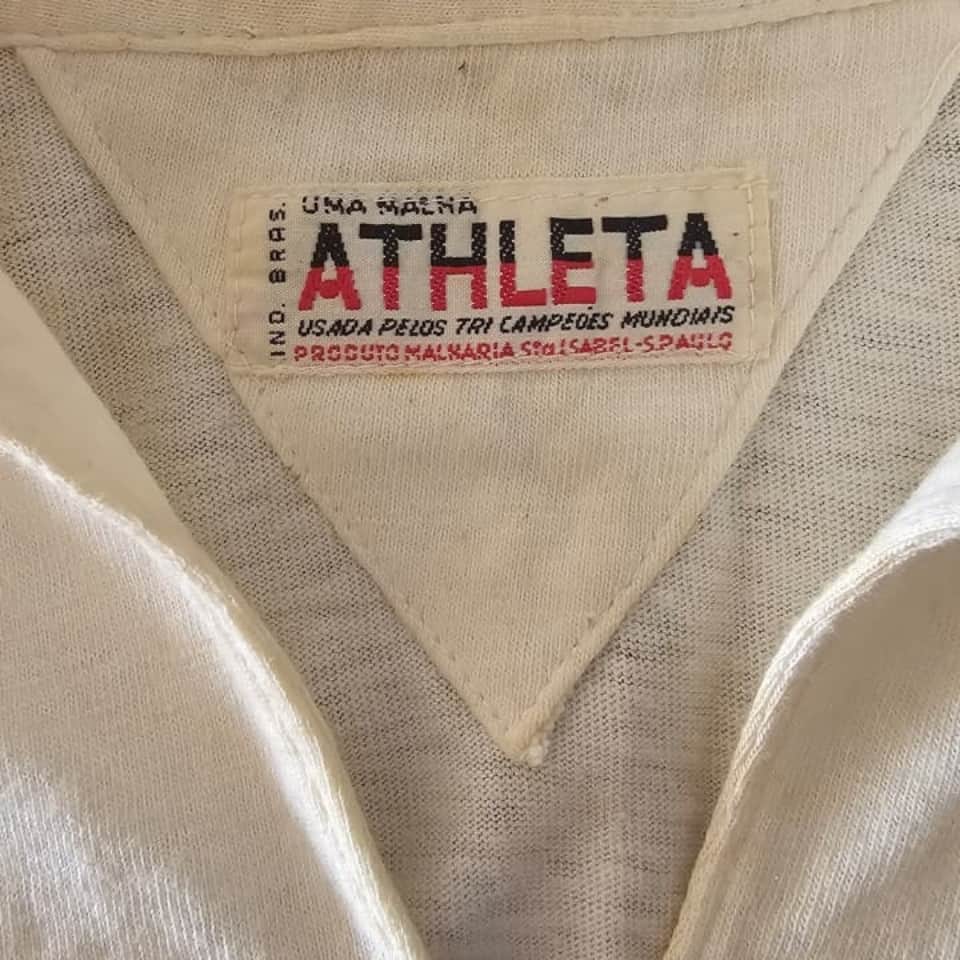 IND. BRAS.
UMA MALHA
ATHLETA
USADA PELOS TRI CAMPEÕES MUNDIAIS
PRODUTO MALHARIA Sta ISABEL-S.PAULO